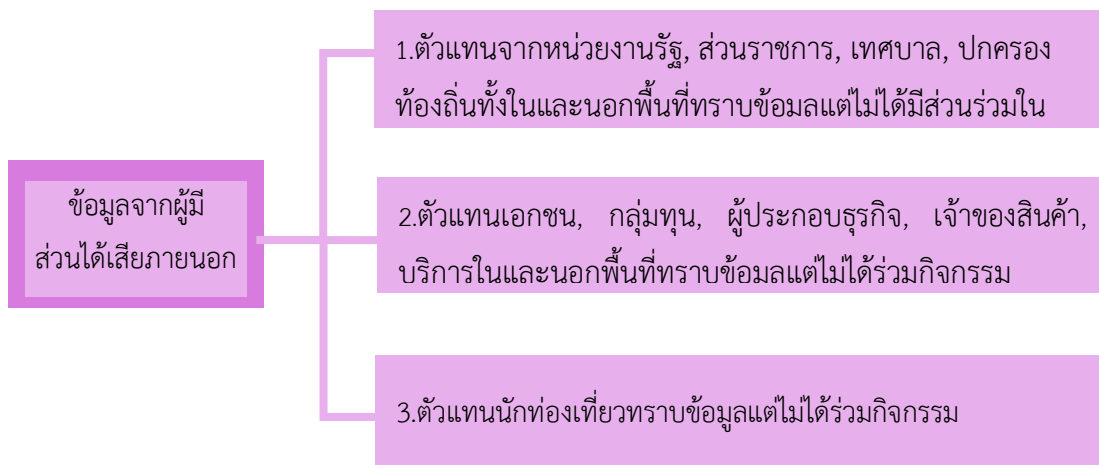 ข้อมูลจากผู้มี
ส่วนได้เสียภายนอก
1.ตัวแทนจากหน่วยงานรัฐ, ส่วนราชการ, เทศบาล, ปกครอง
ท้องถิ่นทั้งในและนอกพื้นที่ทราบข้อมูลแต่ไม่ได้มีส่วนร่วมใน
2.ตัวแทนเอกชน, กลุ่มทุน, ผู้ประกอบธุรกิจ, เจ้าของสินค้า,
บริการในและนอกพื้นที่ทราบข้อมูลแต่ไม่ได้ร่วมกิจกรรม
3.ตัวแทนนักท่องเที่ยวทราบข้อมูลแต่ไม่ได้ร่วมกิจกรรม